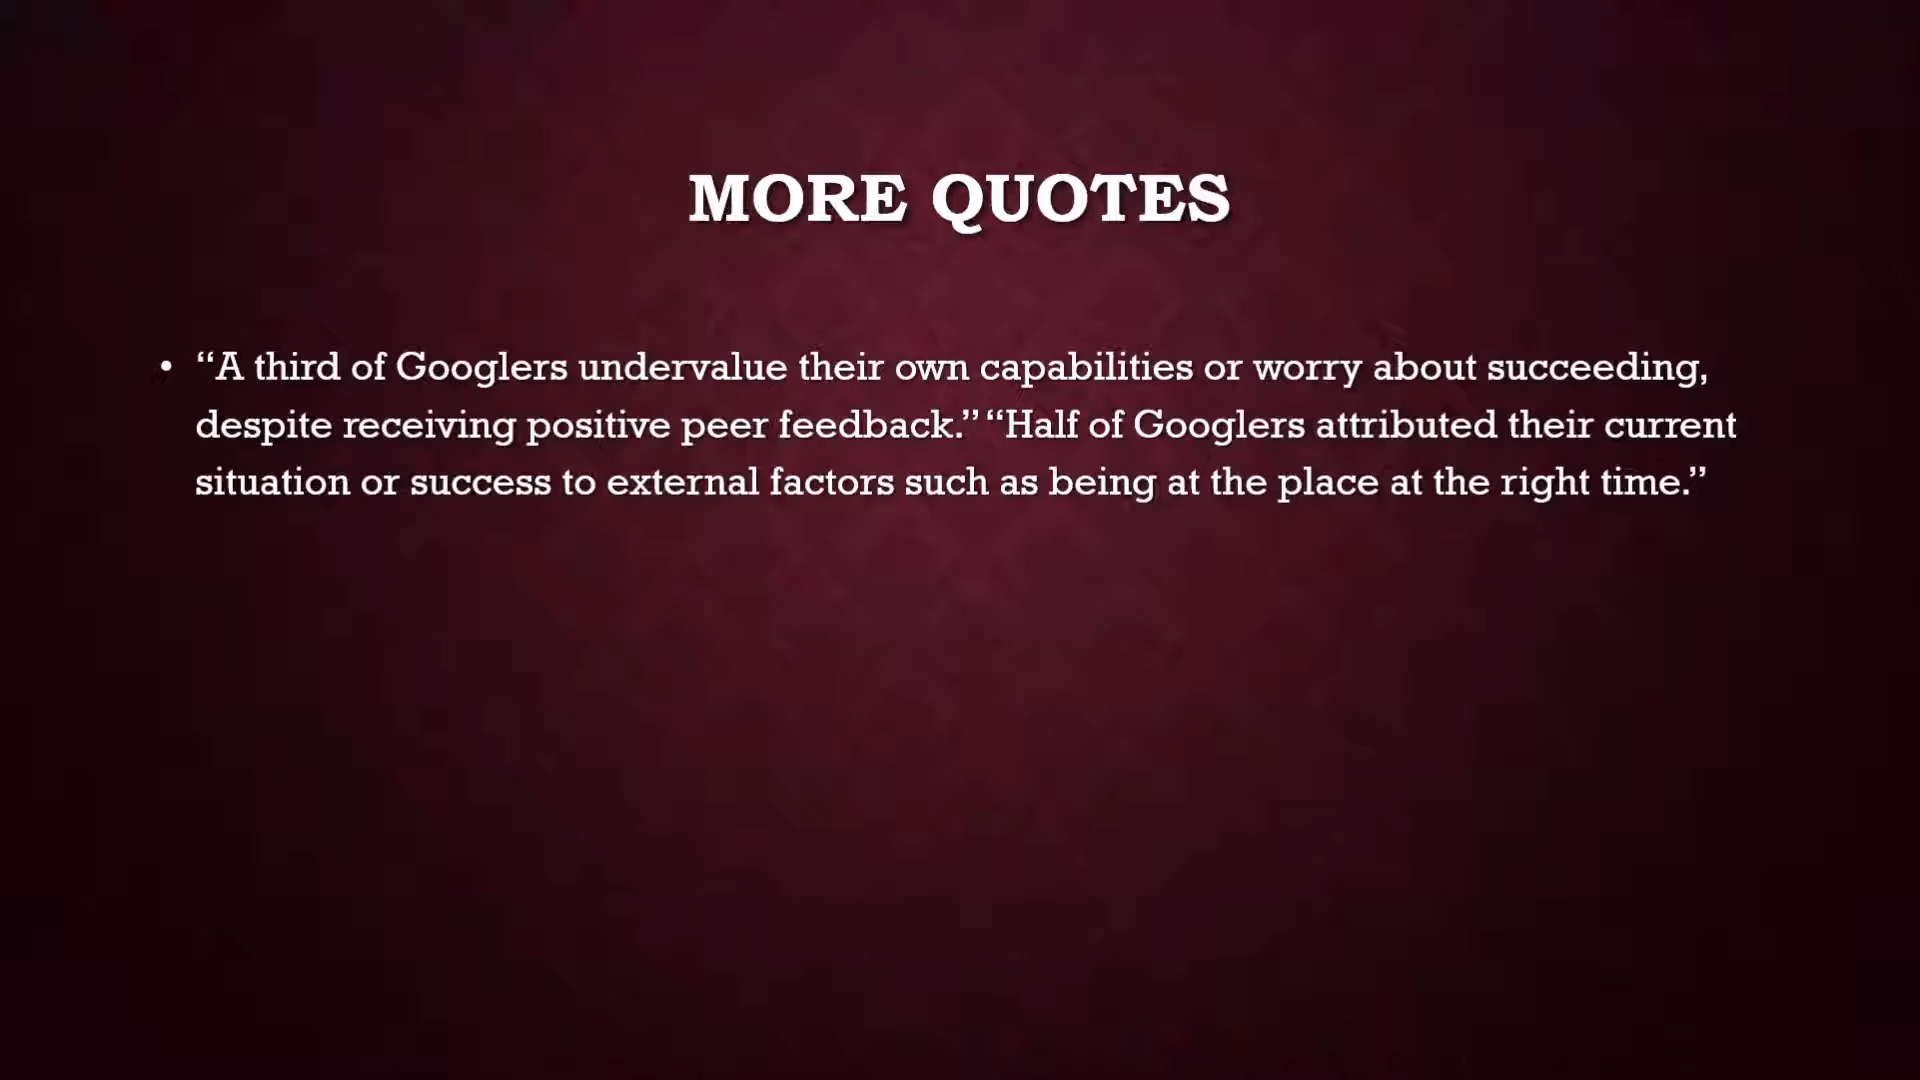 MORE QUOTES
• “A third of Googlers undervalue their own capabilities or worry about succeeding,
despite receiving positive peer feedback.” “Half of Googlers attributed their current
situation or success to external factors such as being at the place at the right time.”